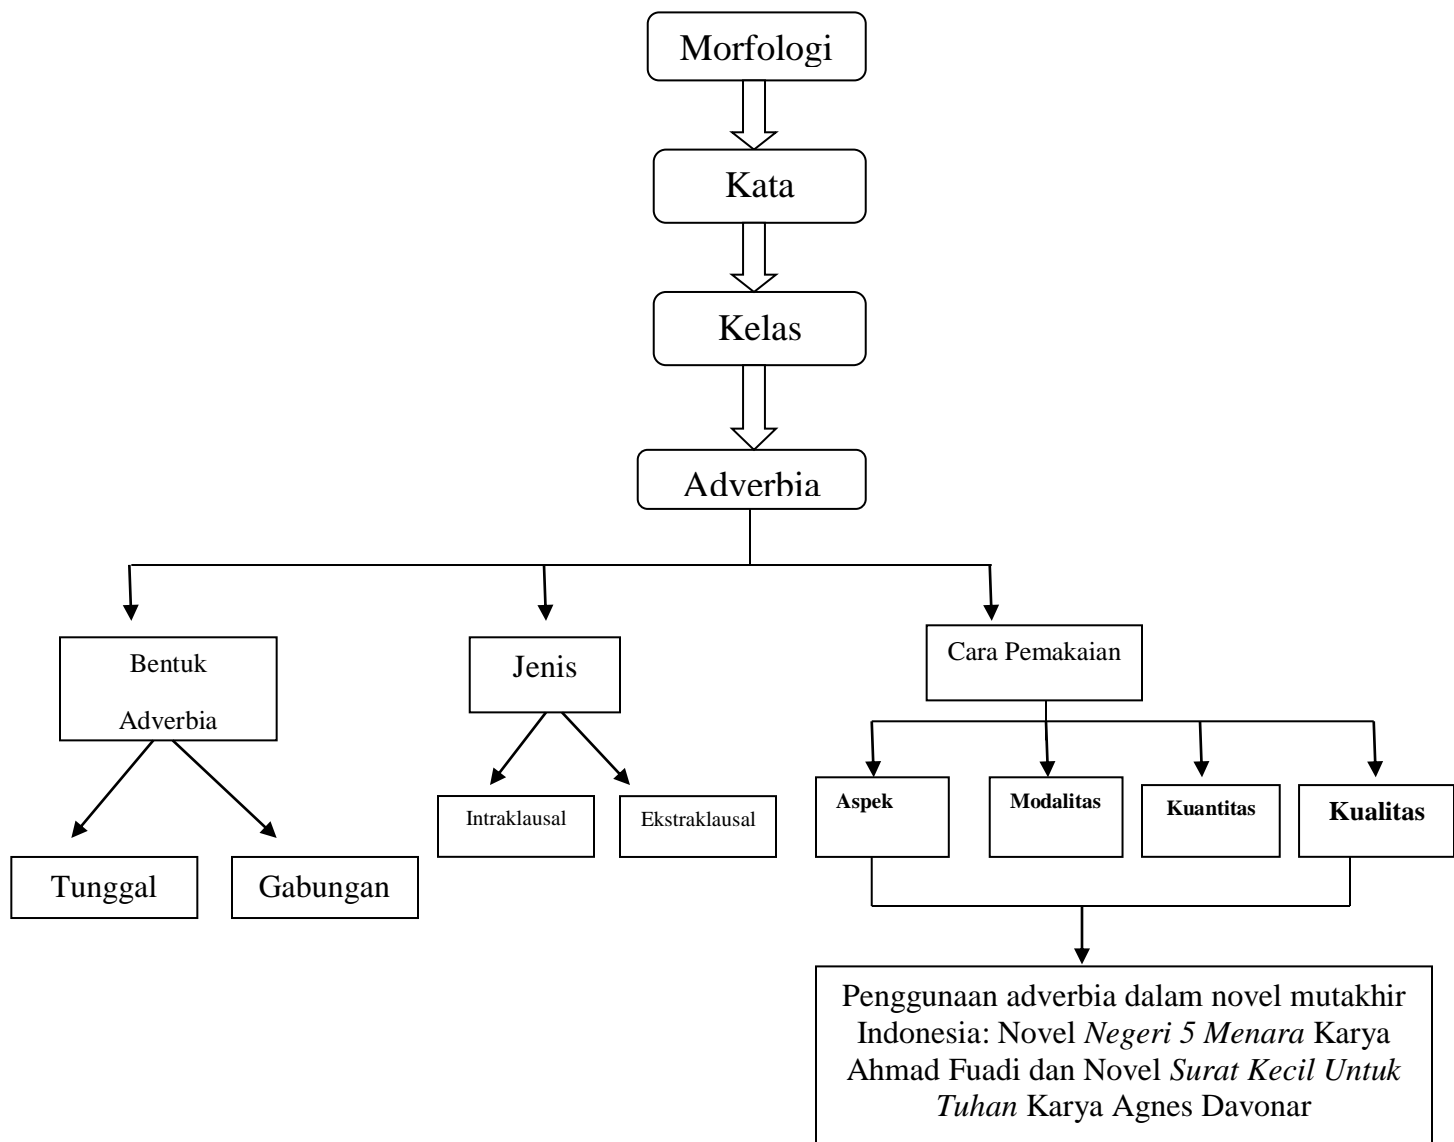 Morfologi
Kata
Kelas
Adverbia
Bentuk
Adverbia
Jenis
Cara Pemakaian
Tunggal
Gabungan
Intraklausal
Ekstraklausal
Aspek
Modalitas
Kuantitas
Kualitas
Penggunaan adverbia dalam novel mutakhir
Indonesia: Novel Negeri 5 Menara Karya
Ahmad Fuadi dan Novel Surat Kecil Untuk
Tuhan Karya Agnes Davonar